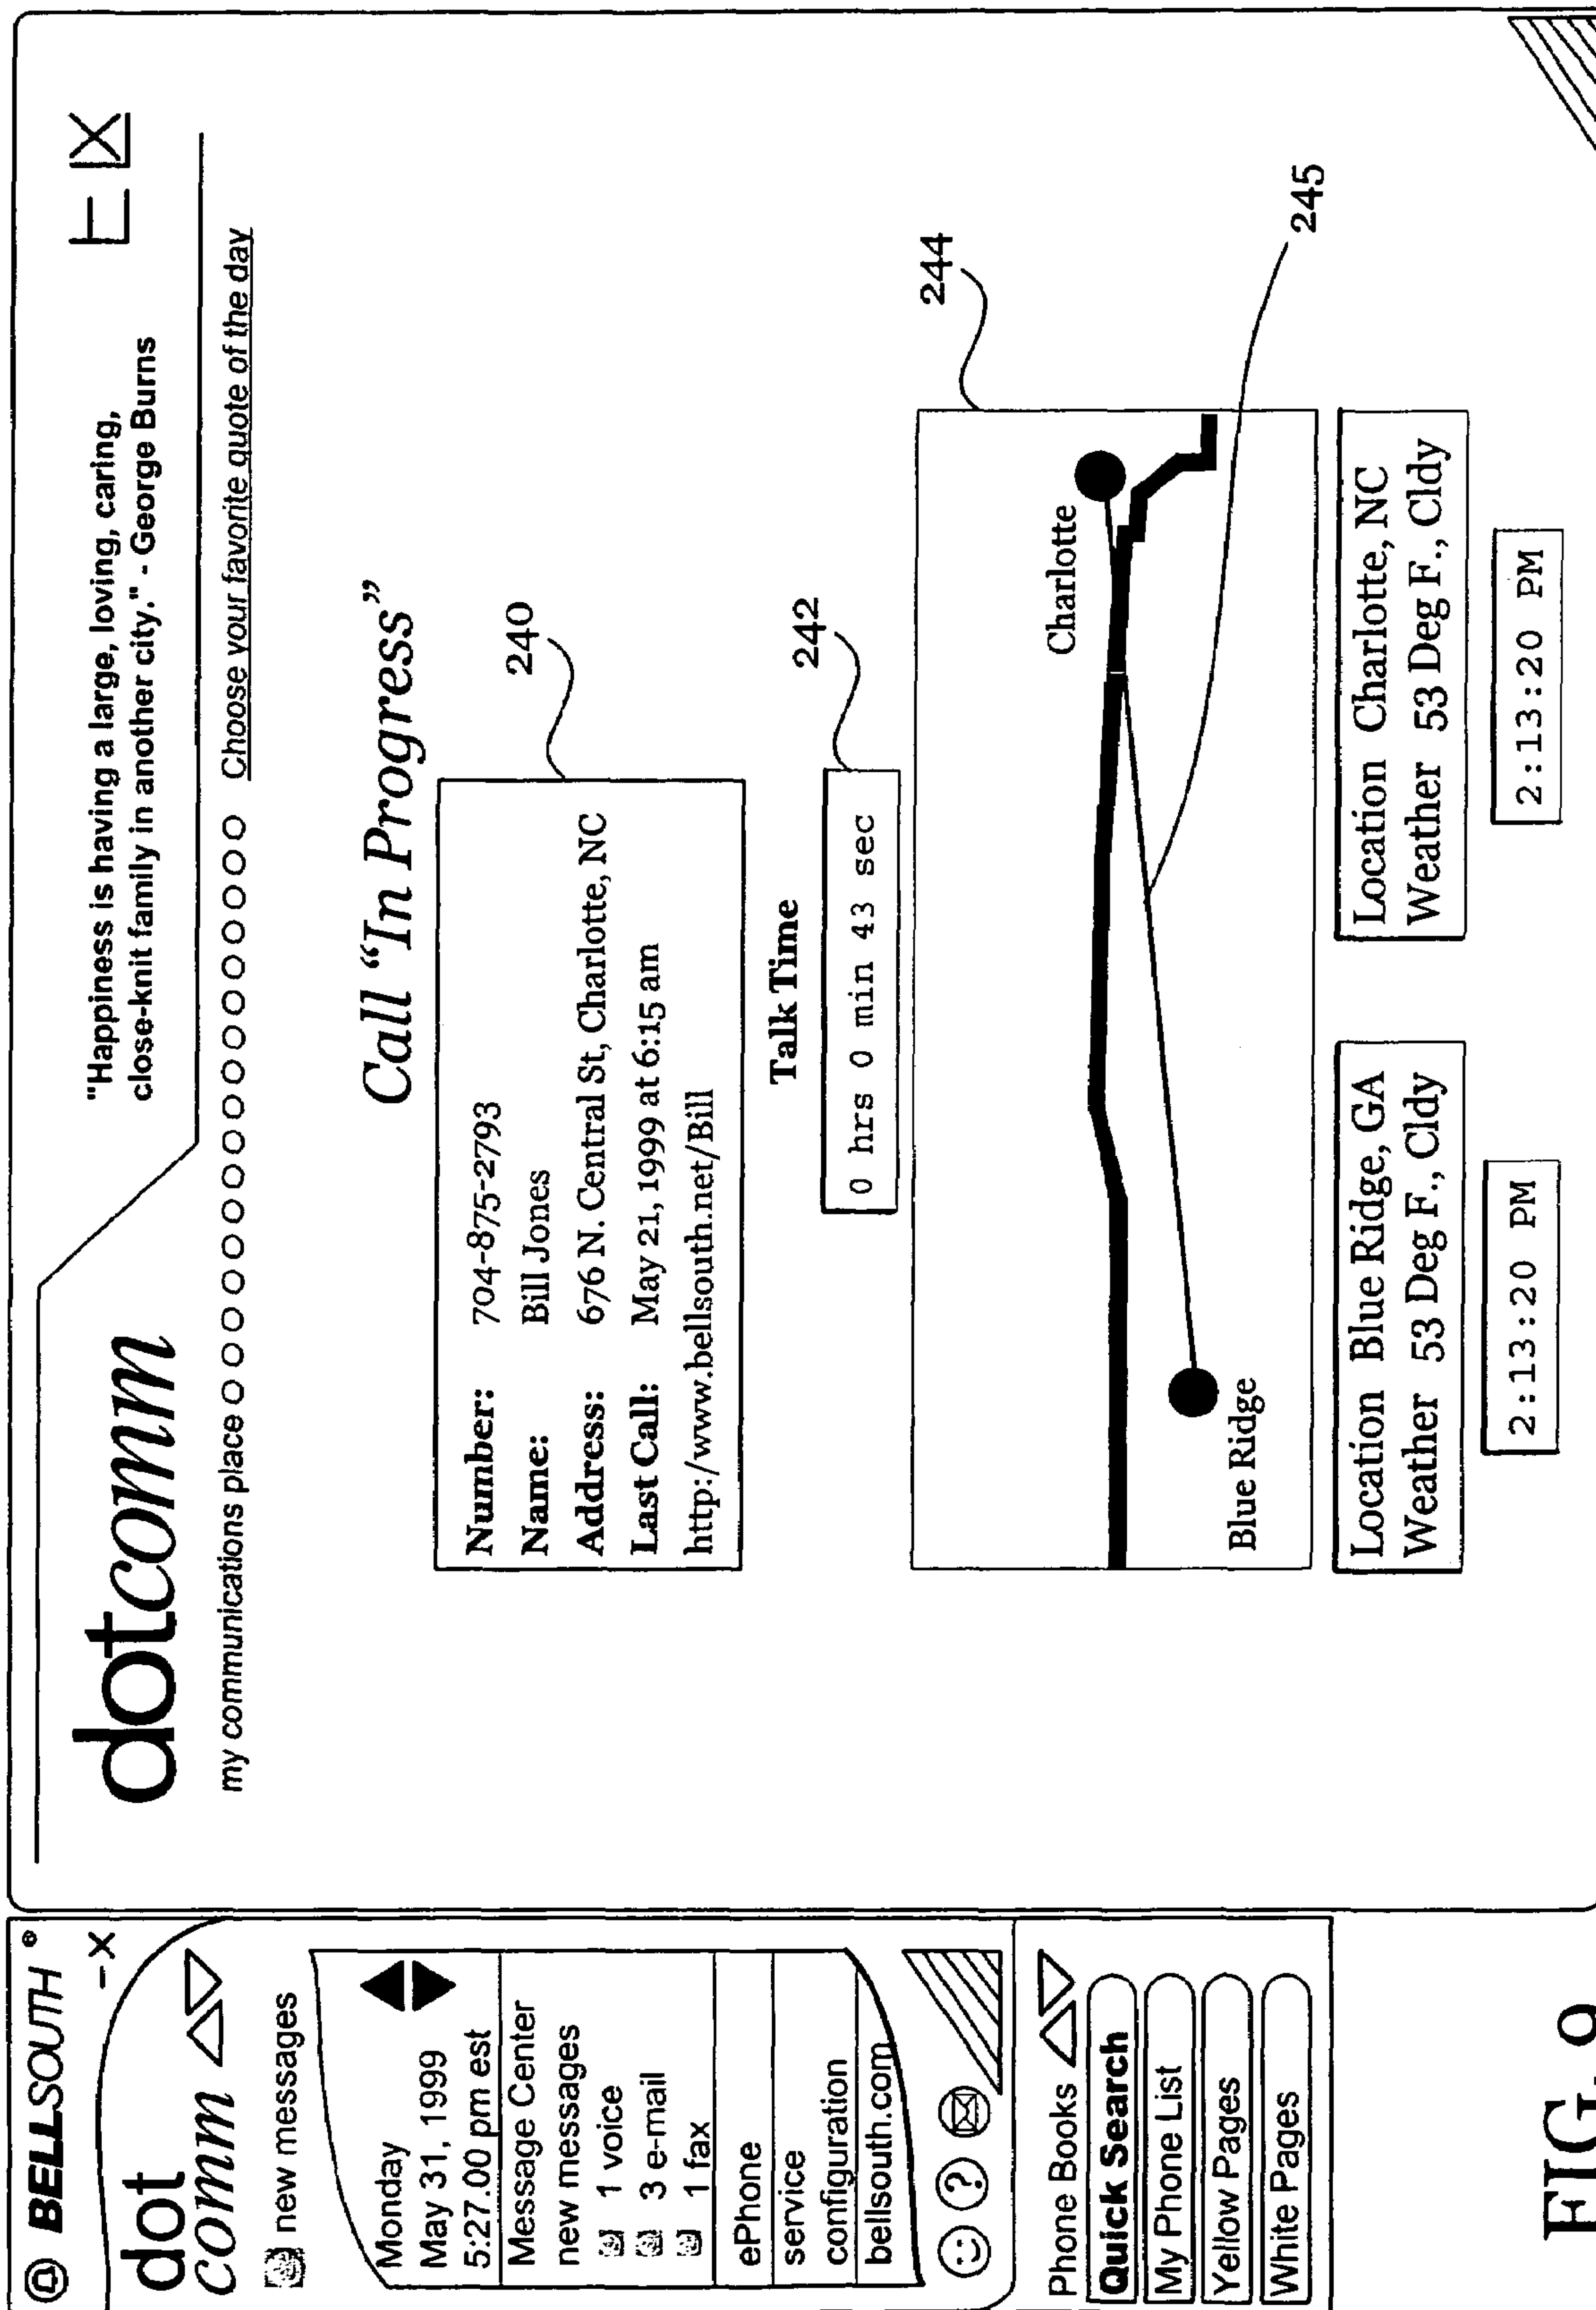 BELLSOUTH ®
–X
dot
comm
new messages
Monday
May 31, 1999
5:27.00 pm est
Message Center
new messages
1 voice
3 e-mail
1 fax
ePhone
service
configuration
bellsouth.com
?
Phone Books
Quick Search
My Phone List
Yellow Pages
White Pages
dotcomm
"Happiness is having a large, loving, caring,
close-knit family in another city." - George Burns
my communications place Choose your favorite quote of the day
Call “In Progress”
Number: 704-875-2793
Name: Bill Jones
Address: 676 N. Central St, Charlotte, NC
Last Call: May 21, 1999 at 6:15 am
http:/www.bellsouth.net/Bill
240
Talk Time
0 hrs 0 min 43 sec
242
244
Charlotte
Blue Ridge
245
Location Blue Ridge, GA
Weather 53 Deg F., Cldy
2:13:20 PM
Location Charlotte, NC
Weather 53 Deg F., Cldy
2:13:20 PM
FIG. 9